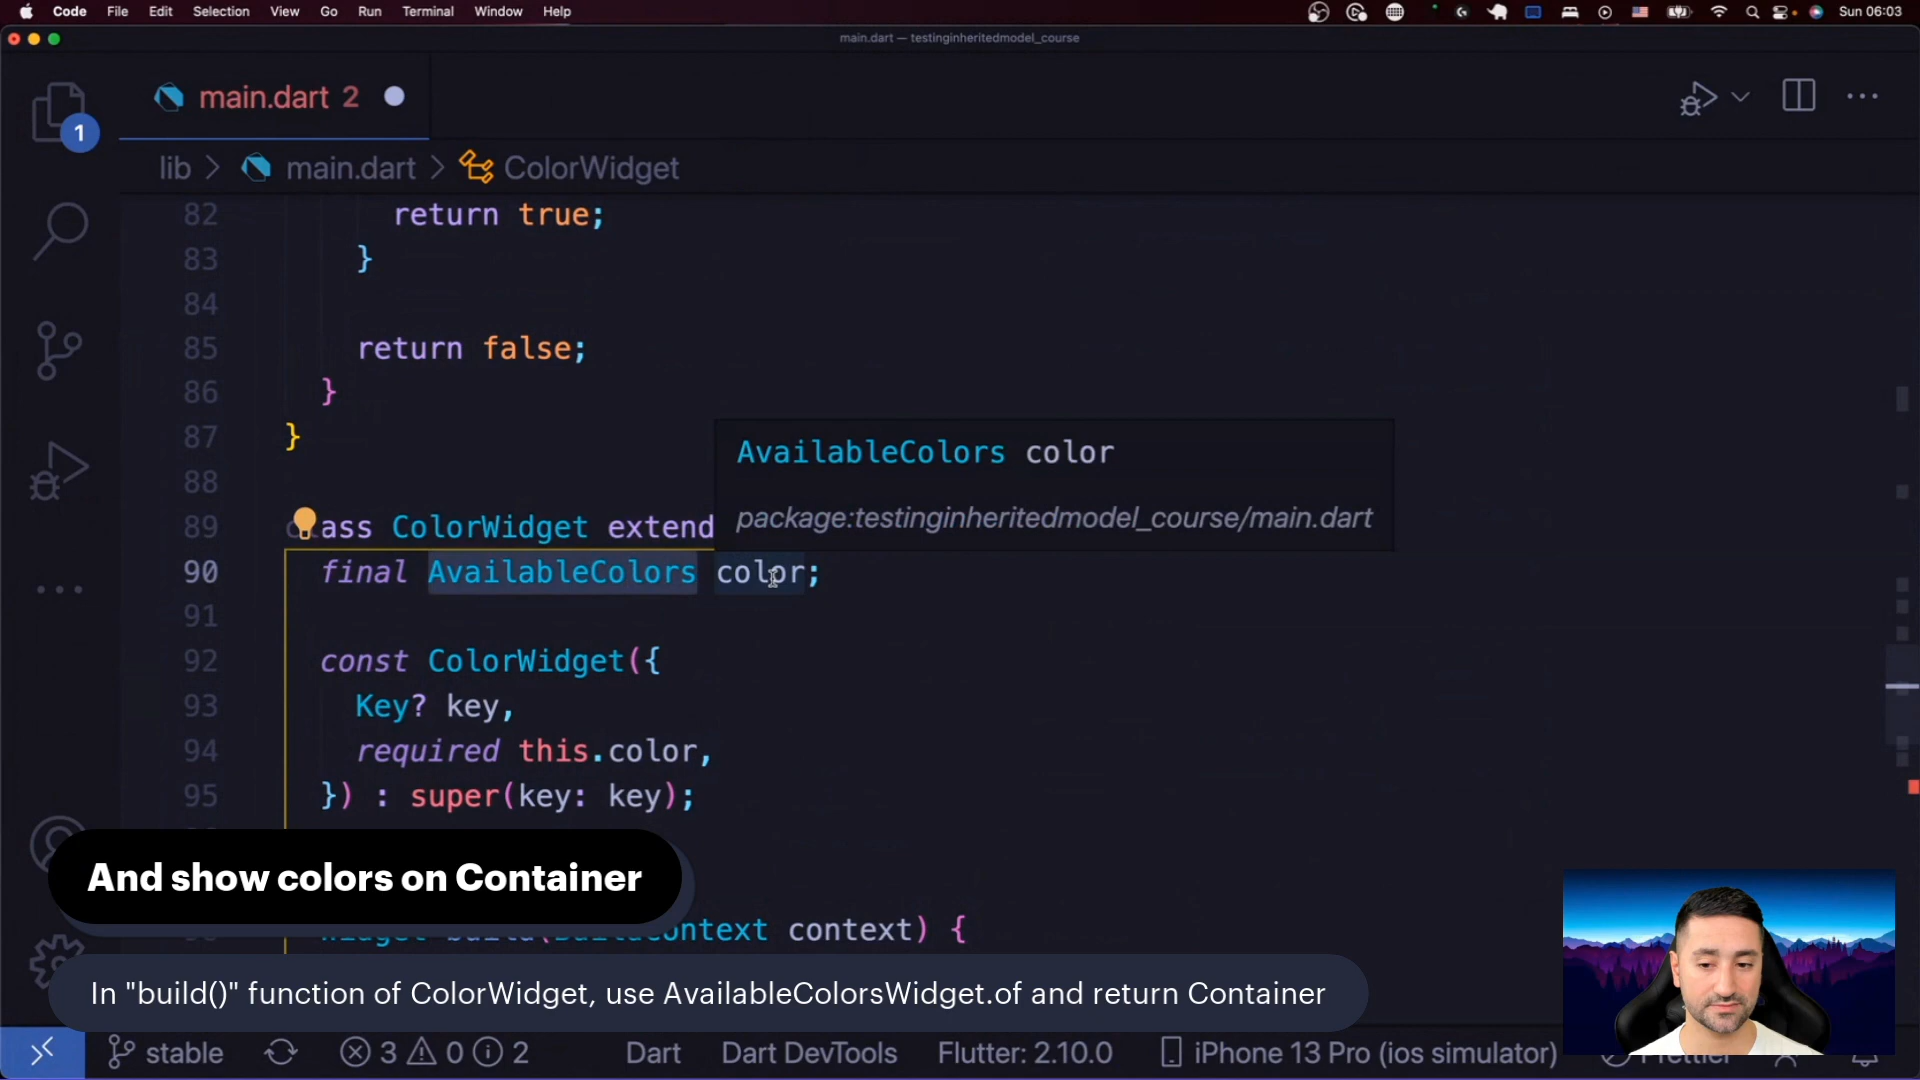 Code File Edit Selection View Go Run Terminal Window Help Sun 06:03
main.dart — testinginheritedmodel_course
main.dart 2
1
lib > main.dart > ColorWidget
82 return true;
83 }
84
85 return false;
86 }
87 }
88
AvailableColors color
package:testinginheritedmodel_course/main.dart
89 class ColorWidget extend
90 final AvailableColors color;
91
92 const ColorWidget({
93 Key? key,
94 required this.color,
95 }) : super(key: key);
And show colors on Container
Widget build(BuildContext context) {
In "build()" function of ColorWidget, use AvailableColorsWidget.of and return Container
stable 3 0 2 Dart Dart DevTools Flutter: 2.10.0 iPhone 13 Pro (ios simulator) Prettier